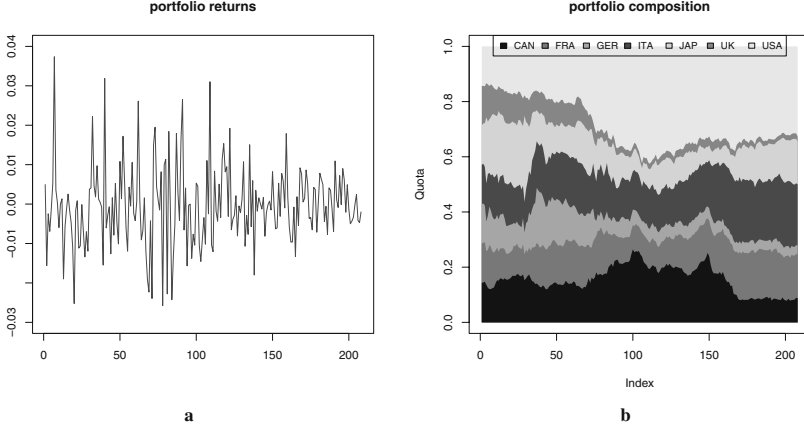 portfolio returns
0.04
0.03
0.02
0.01
0.00
-0.01
-0.03
0 50 100 150 200
a
portfolio composition
CAN FRA GER ITA JAP UK USA
1.0
0.8
0.6
0.4
0.2
0.0
Quota
0 50 100 150 200
Index
b